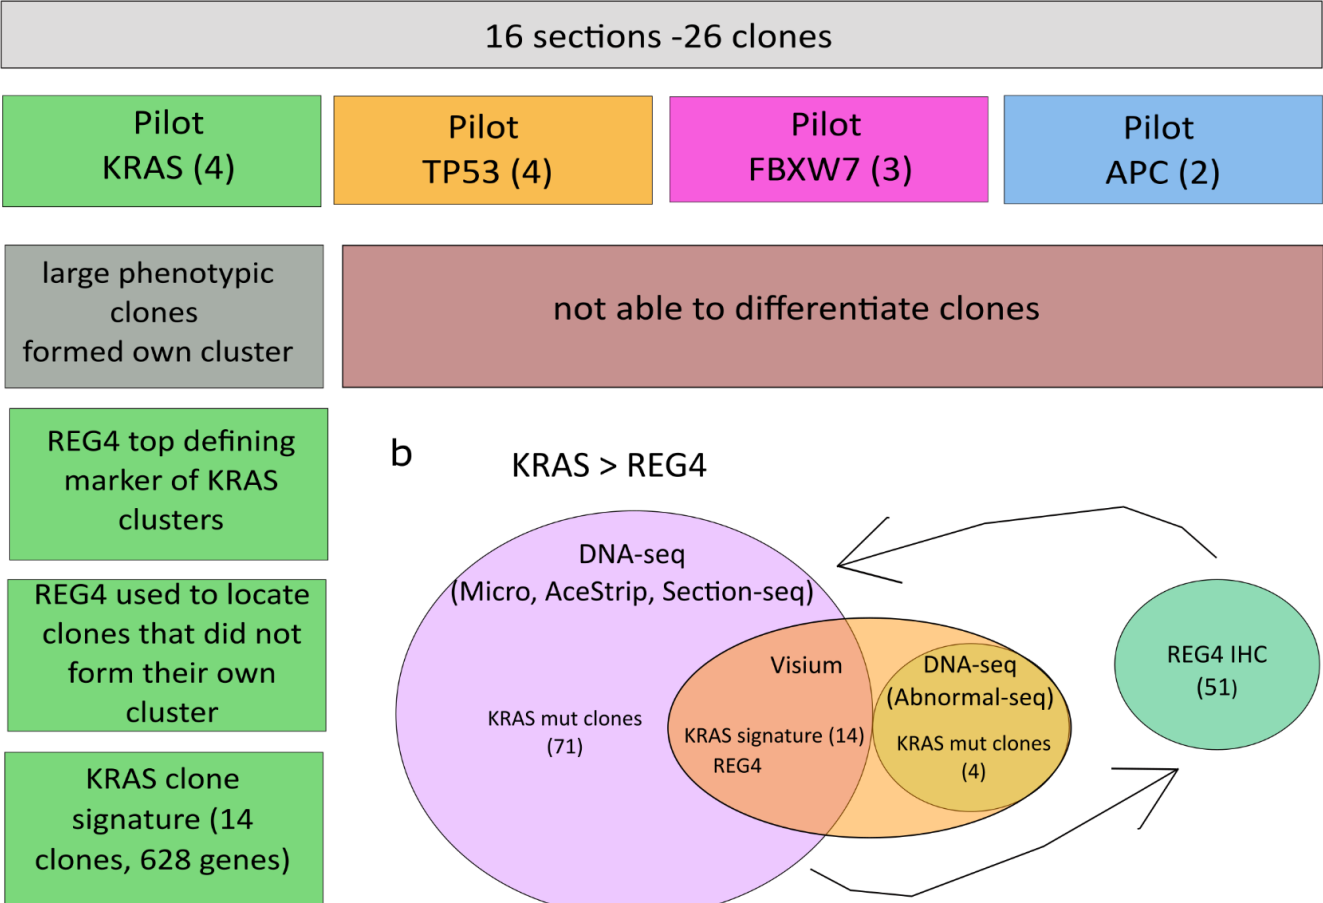 16 sections -26 clones
Pilot
KRAS (4)
Pilot
TP53 (4)
Pilot
FBXW7 (3)
Pilot
APC (2)
large phenotypic
clones
formed own cluster
not able to differentiate clones
REG4 top defining
marker of KRAS
clusters
REG4 used to locate
clones that did not
form their own
cluster
KRAS clone
signature (14
clones, 628 genes)
b
KRAS > REG4
DNA-seq
(Micro, AceStrip, Section-seq)
KRAS mut clones
(71)
Visium
KRAS signature (14)
REG4
DNA-seq
(Abnormal-seq)
KRAS mut clones
(4)
REG4 IHC
(51)